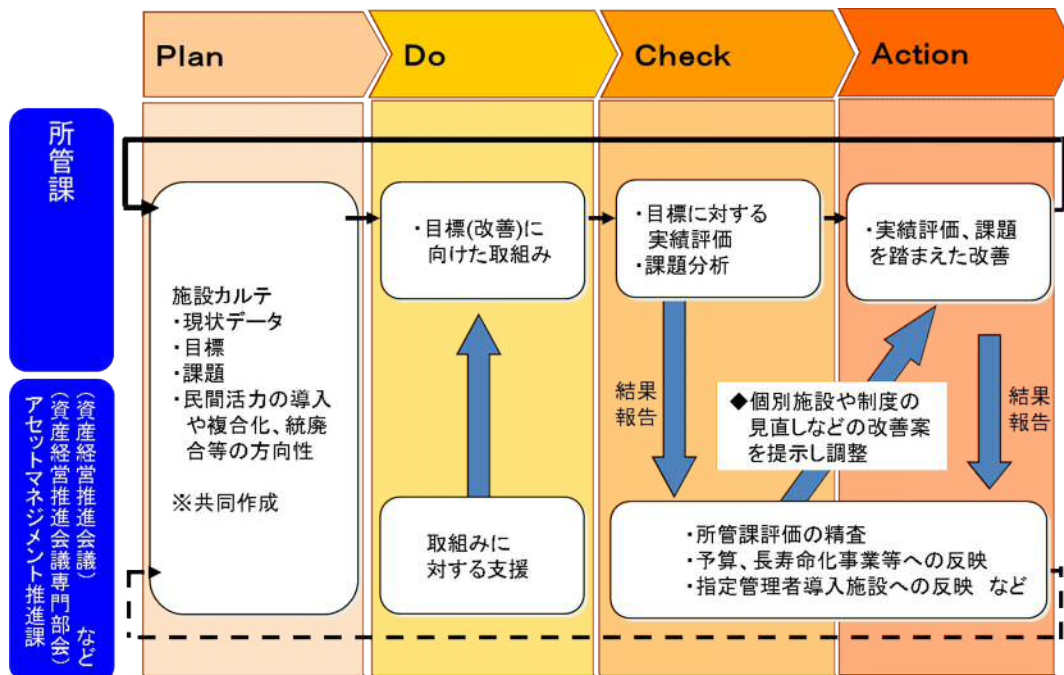 Plan
Do
Check
Action
所管課
アセットマネジメント推進課
(資産経営推進会議専門部会)
(資産経営推進会議) など
施設カルテ
・現状データ
・目標
・課題
・民間活力の導入
や複合化、統廃
合等の方向性
※共同作成
・目標(改善)に
向けた取組み
・目標に対する
実績評価
・課題分析
・実績評価、課題
を踏まえた改善
結果
報告
◆個別施設や制度の
見直しなどの改善案
を提示し調整
結果
報告
取組みに
対する支援
・所管課評価の精査
・予算、長寿命化事業等への反映
・指定管理者導入施設への反映 など